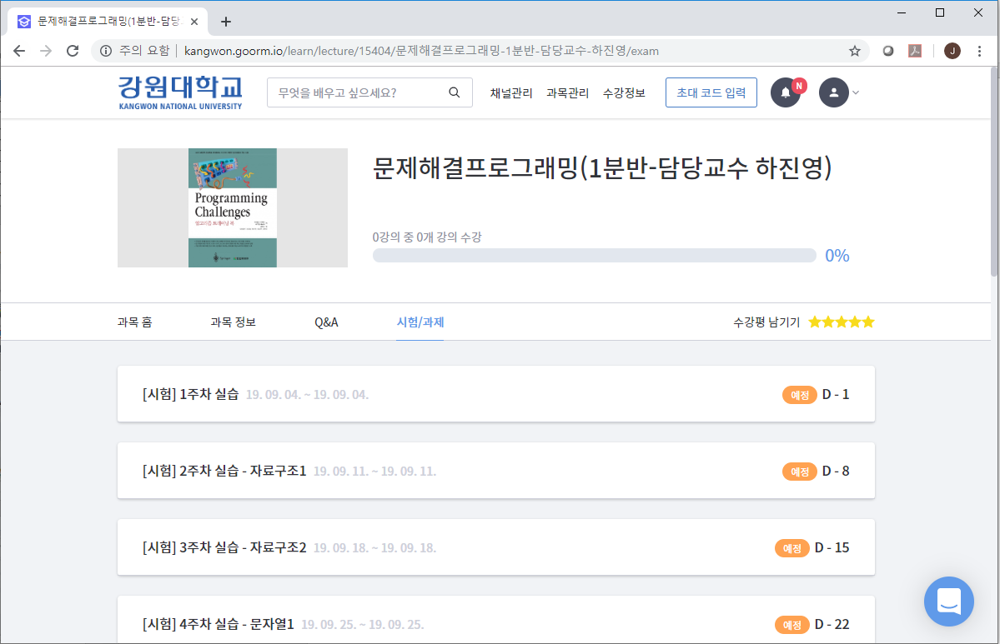 문제해결프로그래밍(1분반-담당
주의 요함 kangwon.goorm.io/learn/lecture/15404/문제해결프로그래밍-1분반-담당교수-하진영/exam J
강원대학교
KANGWON NATIONAL UNIVERSITY
무엇을 배우고 싶으세요?
채널관리 과목관리 수강정보 초대 코드 입력 N
Programming
Challenges
문제해결프로그래밍(1분반-담당교수 하진영)
0강의 중 0개 강의 수강
0%
과목 홈 과목 정보 Q&A 시험/과제 수강평 남기기
[시험] 1주차 실습 19. 09. 04. ~ 19. 09. 04. 예정 D - 1
[시험] 2주차 실습 - 자료구조1 19. 09. 11. ~ 19. 09. 11. 예정 D - 8
[시험] 3주차 실습 - 자료구조2 19. 09. 18. ~ 19. 09. 18. 예정 D - 15
[시험] 4주차 실습 - 문자열1 19. 09. 25. ~ 19. 09. 25. 예정 D - 22